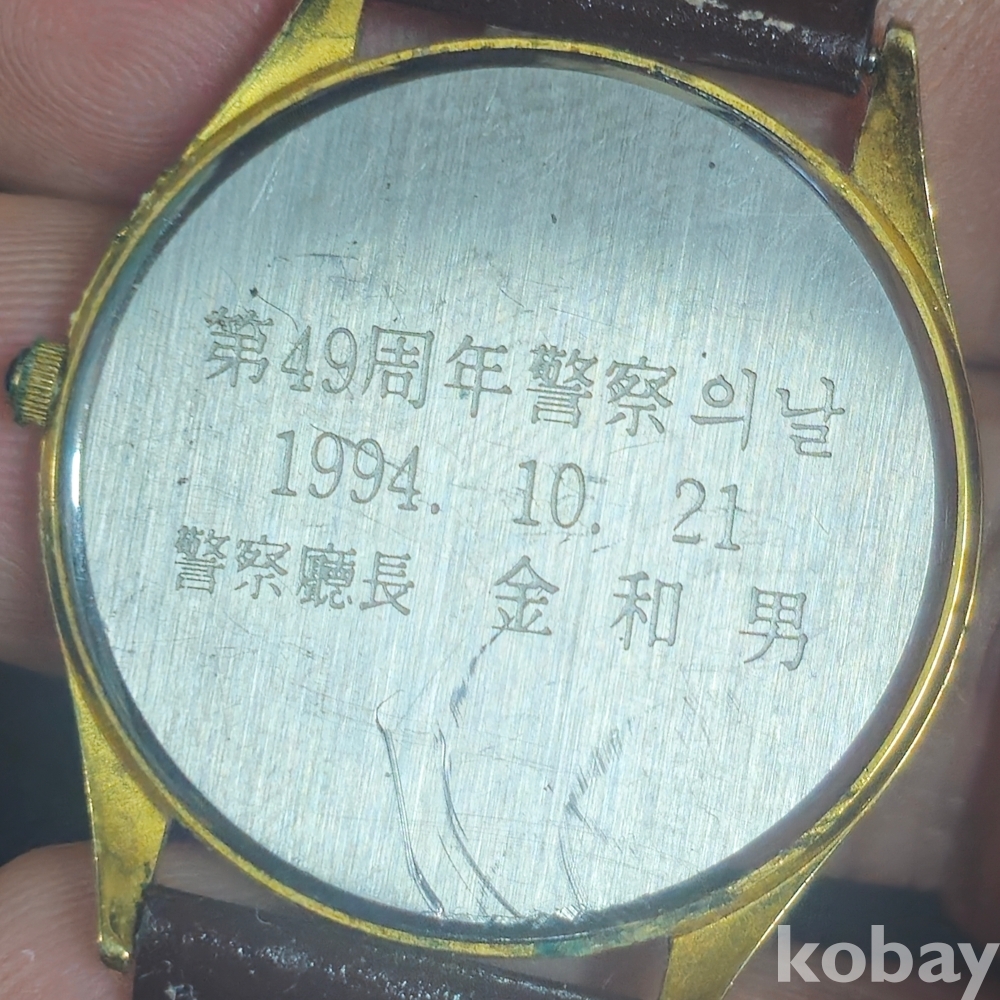 第49周年警察의날
1994. 10. 21
警察廳長 金和男
kobay